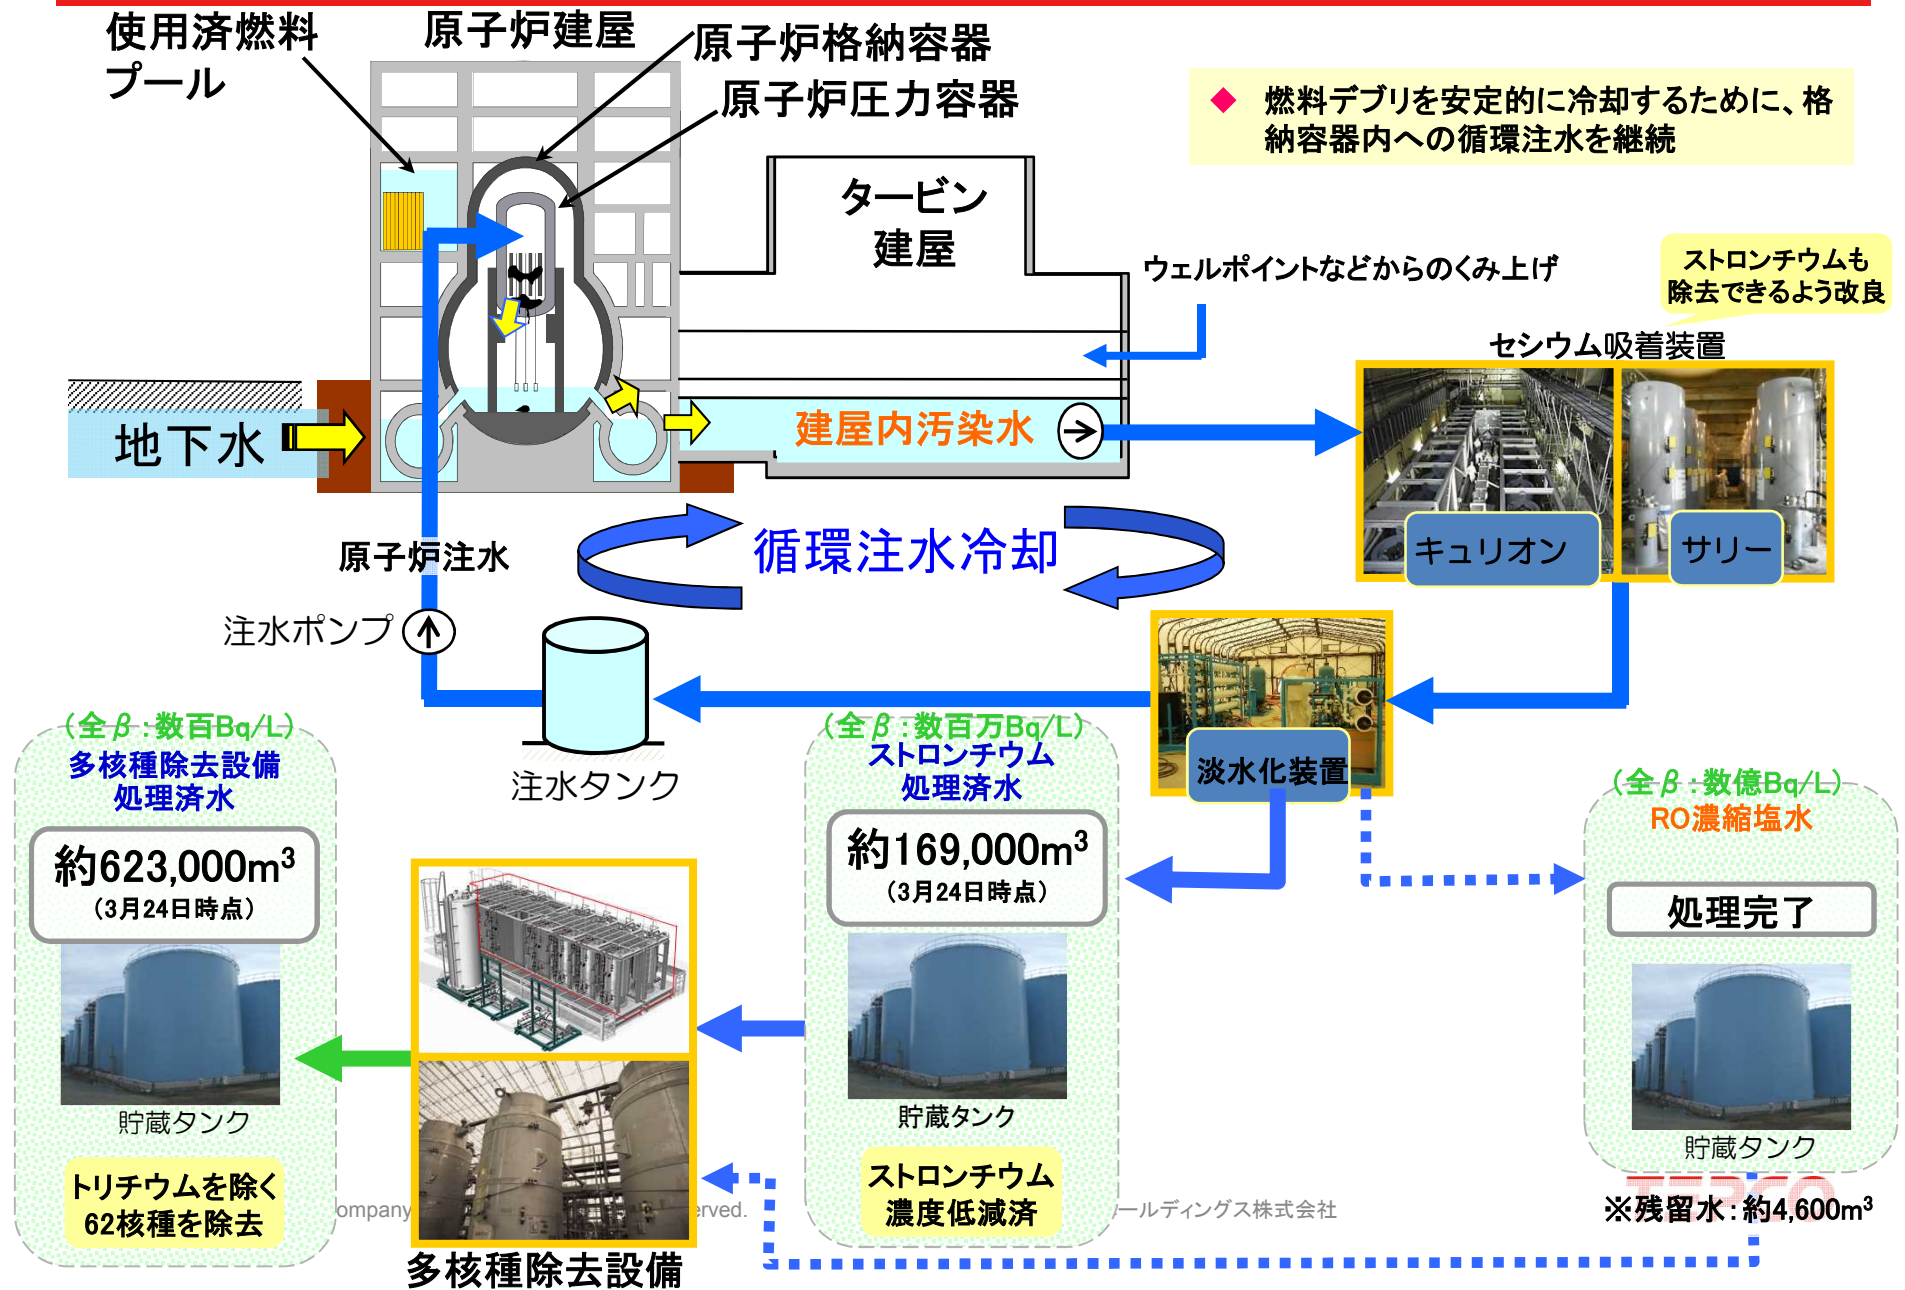 使用済燃料
プール
原子炉建屋
原子炉格納容器
原子炉圧力容器
◆ 燃料デブリを安定的に冷却するために、格
納容器内への循環注水を継続
タービン
建屋
ウェルポイントなどからのくみ上げ
ストロンチウムも
除去できるよう改良
セシウム吸着装置
地下水
建屋内汚染水
キュリオン
サリー
原子炉注水
循環注水冷却
注水ポンプ
注水タンク
淡水化装置
(全β:数百Bq/L)
多核種除去設備
処理済水
約623,000m³
(3月24日時点)
貯蔵タンク
トリチウムを除く
62核種を除去
(全β:数百万Bq/L)
ストロンチウム
処理済水
約169,000m³
(3月24日時点)
貯蔵タンク
ストロンチウム
濃度低減済
(全β:数億Bq/L)
RO濃縮塩水
処理完了
貯蔵タンク
TEPCO
※残留水:約4,600m³
多核種除去設備
ompany
erved.
ールディングス株式会社